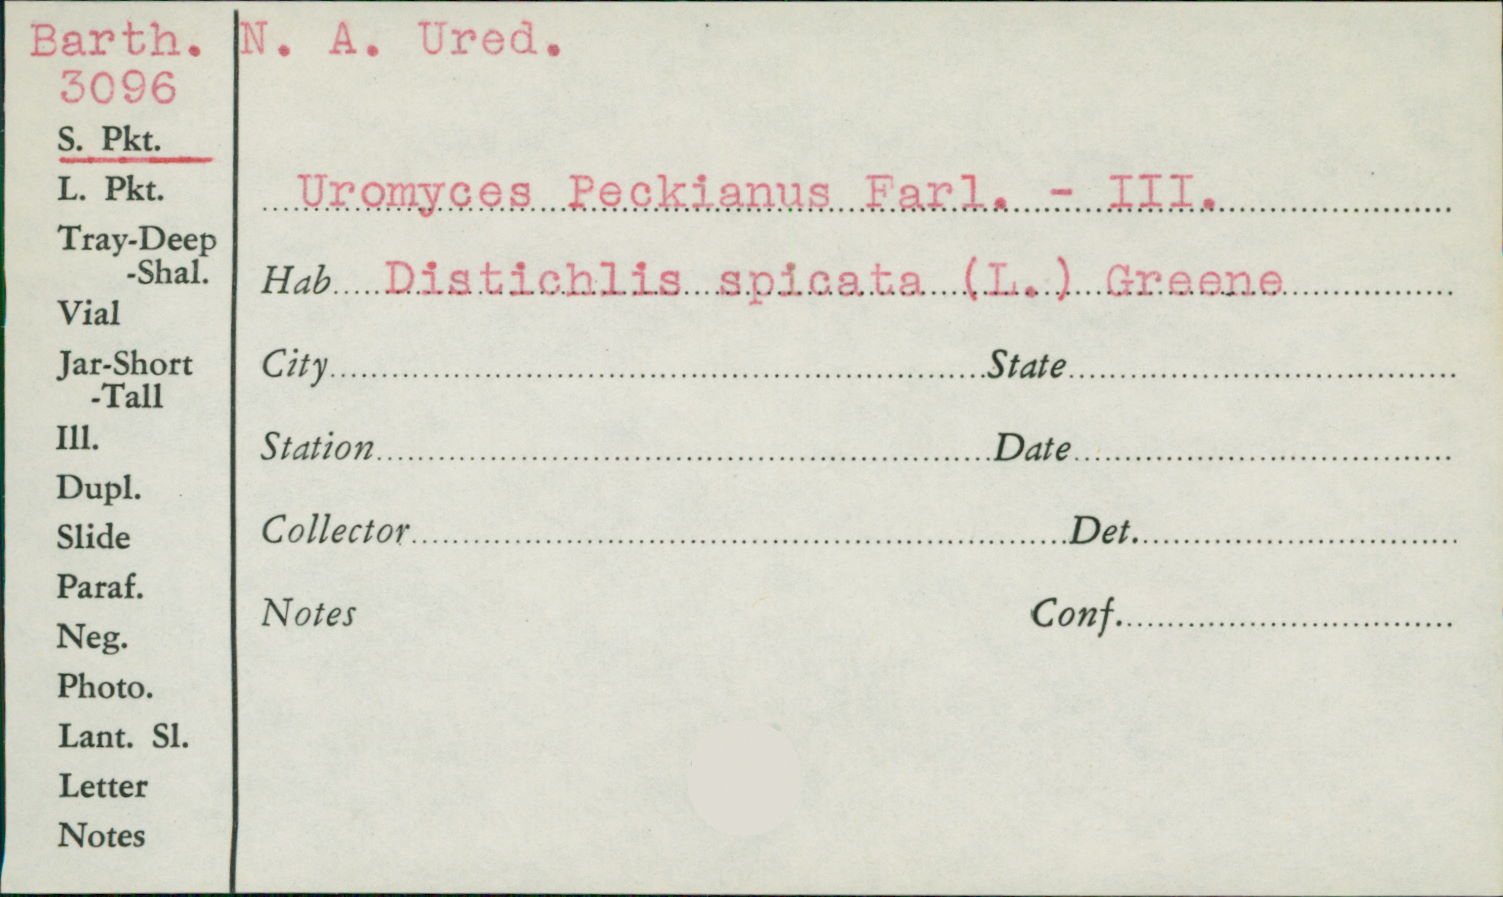 Barth. N. A. Ured.
3096
S. Pkt.
L. Pkt.
Tray-Deep
-Shal.
Vial
Jar-Short
-Tall
Ill.
Dupl.
Slide
Paraf.
Neg.
Photo.
Lant. Sl.
Letter
Notes
Uromyces Peckianus Farl. - III.
Hab Distichlis spicata (L.) Greene
City State
Station Date
Collector Det.
Notes Conf.